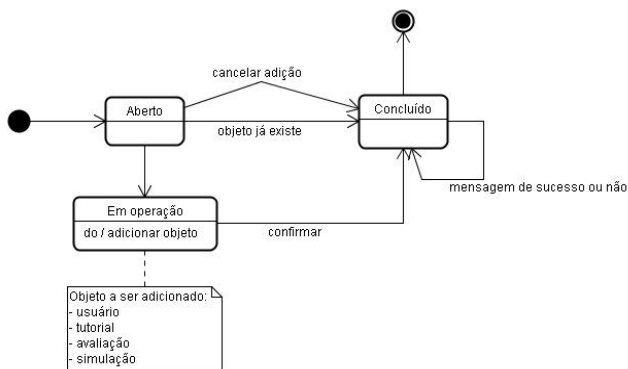 cancelar adição
Aberto
Concluído
objeto já existe
mensagem de sucesso ou não
Em operação
do / adicionar objeto
confirmar
Objeto a ser adicionado:
- usuário
- tutorial
- avaliação
- simulação